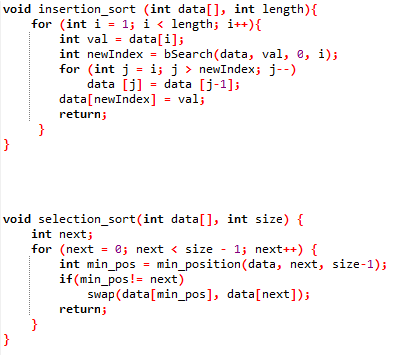 void insertion_sort (int data[], int length){
    for (int i = 1; i < length; i++){
        int val = data[i];
        int newIndex = bSearch(data, val, 0, i);
        for (int j = i; j > newIndex; j--)
            data [j] = data [j-1];
        data[newIndex] = val;
        return;
     }
}
void selection_sort(int data[], int size) {
    int next;
    for (next = 0; next < size - 1; next++) {
        int min_pos = min_position(data, next, size-1);
        if(min_pos!= next)
            swap(data[min_pos], data[next]);
        return;
    }
}